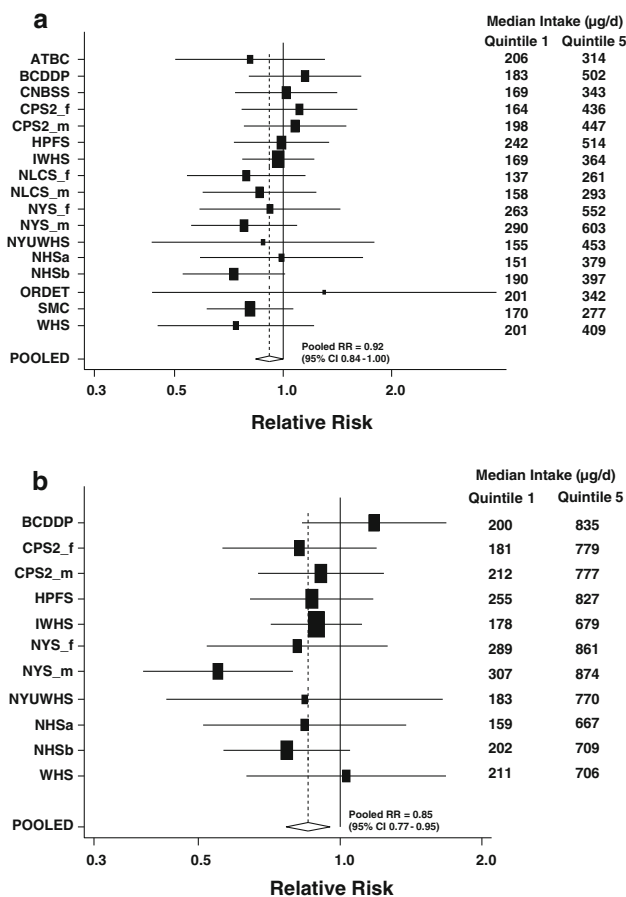 a
Median Intake (µg/d)
Quintile 1 Quintile 5
ATBC 206 314
BCDDP 183 502
CNBSS 169 343
CPS2_f 164 436
CPS2_m 198 447
HPFS 242 514
IWHS 169 364
NLCS_f 137 261
NLCS_m 158 293
NYS_f 263 552
NYS_m 290 603
NYUWHS 155 453
NHSa 151 379
NHSb 190 397
ORDET 201 342
SMC 170 277
WHS 201 409
Pooled RR = 0.92
POOLED (95% CI 0.84 -1.00)
0.3 0.5 1.0 2.0
Relative Risk
b
Median Intake (µg/d)
Quintile 1 Quintile 5
BCDDP 200 835
CPS2_f 181 779
CPS2_m 212 777
HPFS 255 827
IWHS 178 679
NYS_f 289 861
NYS_m 307 874
NYUWHS 183 770
NHSa 159 667
NHSb 202 709
WHS 211 706
Pooled RR = 0.85
POOLED (95% CI 0.77 - 0.95)
0.3 0.5 1.0 2.0
Relative Risk